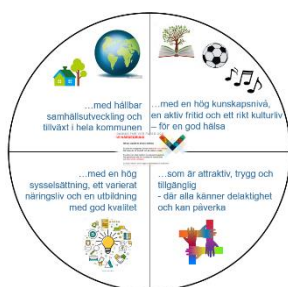 ...med hållbar
samhällsutveckling och
tillväxt i hela kommunen
...med en hög kunskapsnivå,
en aktiv fritid och ett rikt kulturliv
– för en god hälsa
...med en hög
sysselsättning, ett varierat
näringsliv och en utbildning
med god kvalitet
...som är attraktiv, trygg och
tillgänglig
- där alla känner delaktighet
och kan påverka